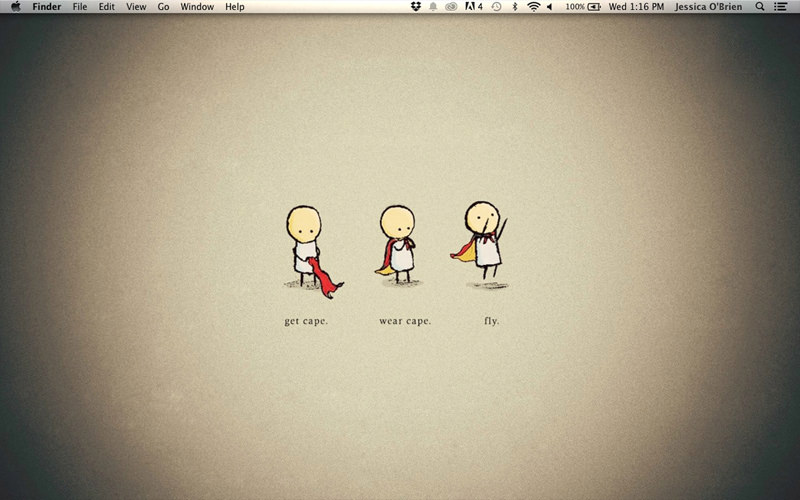 Finder File Edit View Go Window Help 4 100% Wed 1:16 PM Jessica O'Brien
get cape. wear cape. fly.